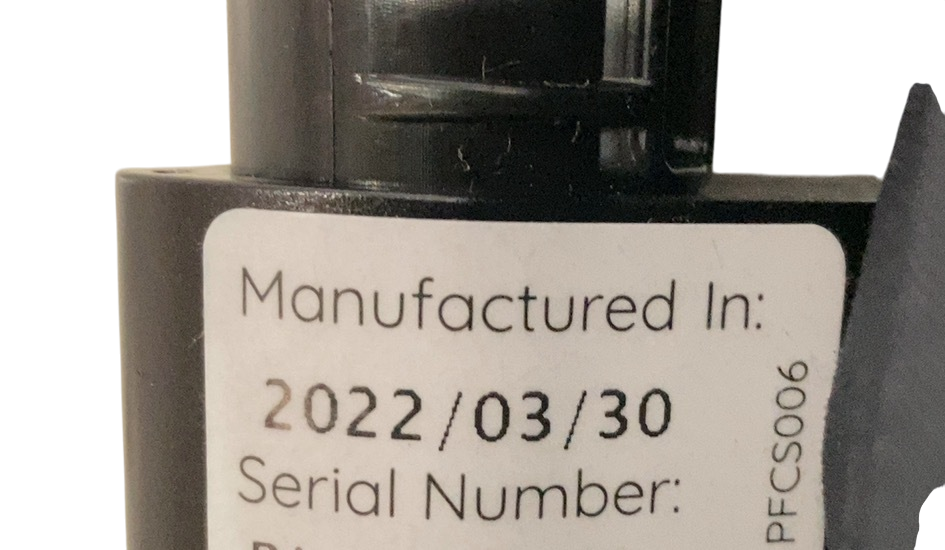 Manufactured In:
2022/03/30
Serial Number:
PFCS006